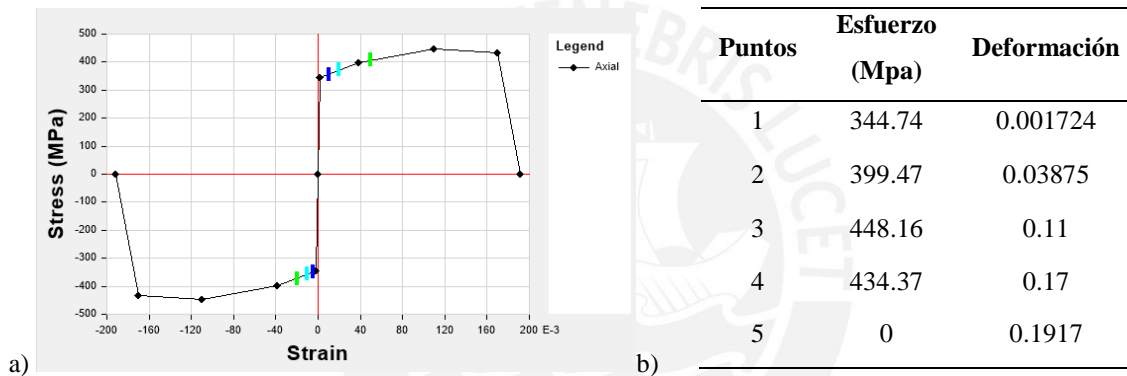 500
400
300
200
100
0
-100
-200
-300
-400
-500
Stress (MPa)
-200 -160 -120 -80 -40 0 40 80 120 160 200 E-3
Strain
Legend
Axial
a)
b)
Puntos Esfuerzo (Mpa) Deformación
1 344.74 0.001724
2 399.47 0.03875
3 448.16 0.11
4 434.37 0.17
5 0 0.1917